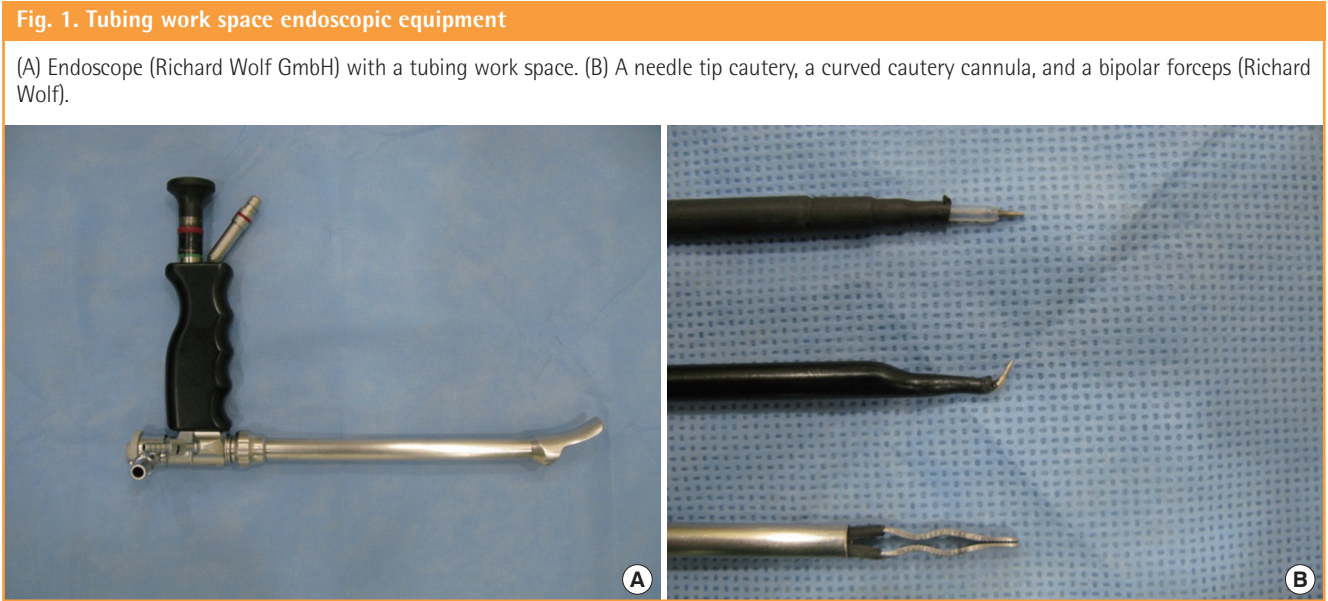 Fig. 1. Tubing work space endoscopic equipment
(A) Endoscope (Richard Wolf GmbH) with a tubing work space. (B) A needle tip cautery, a curved cautery cannula, and a bipolar forceps (Richard
Wolf).
A
B